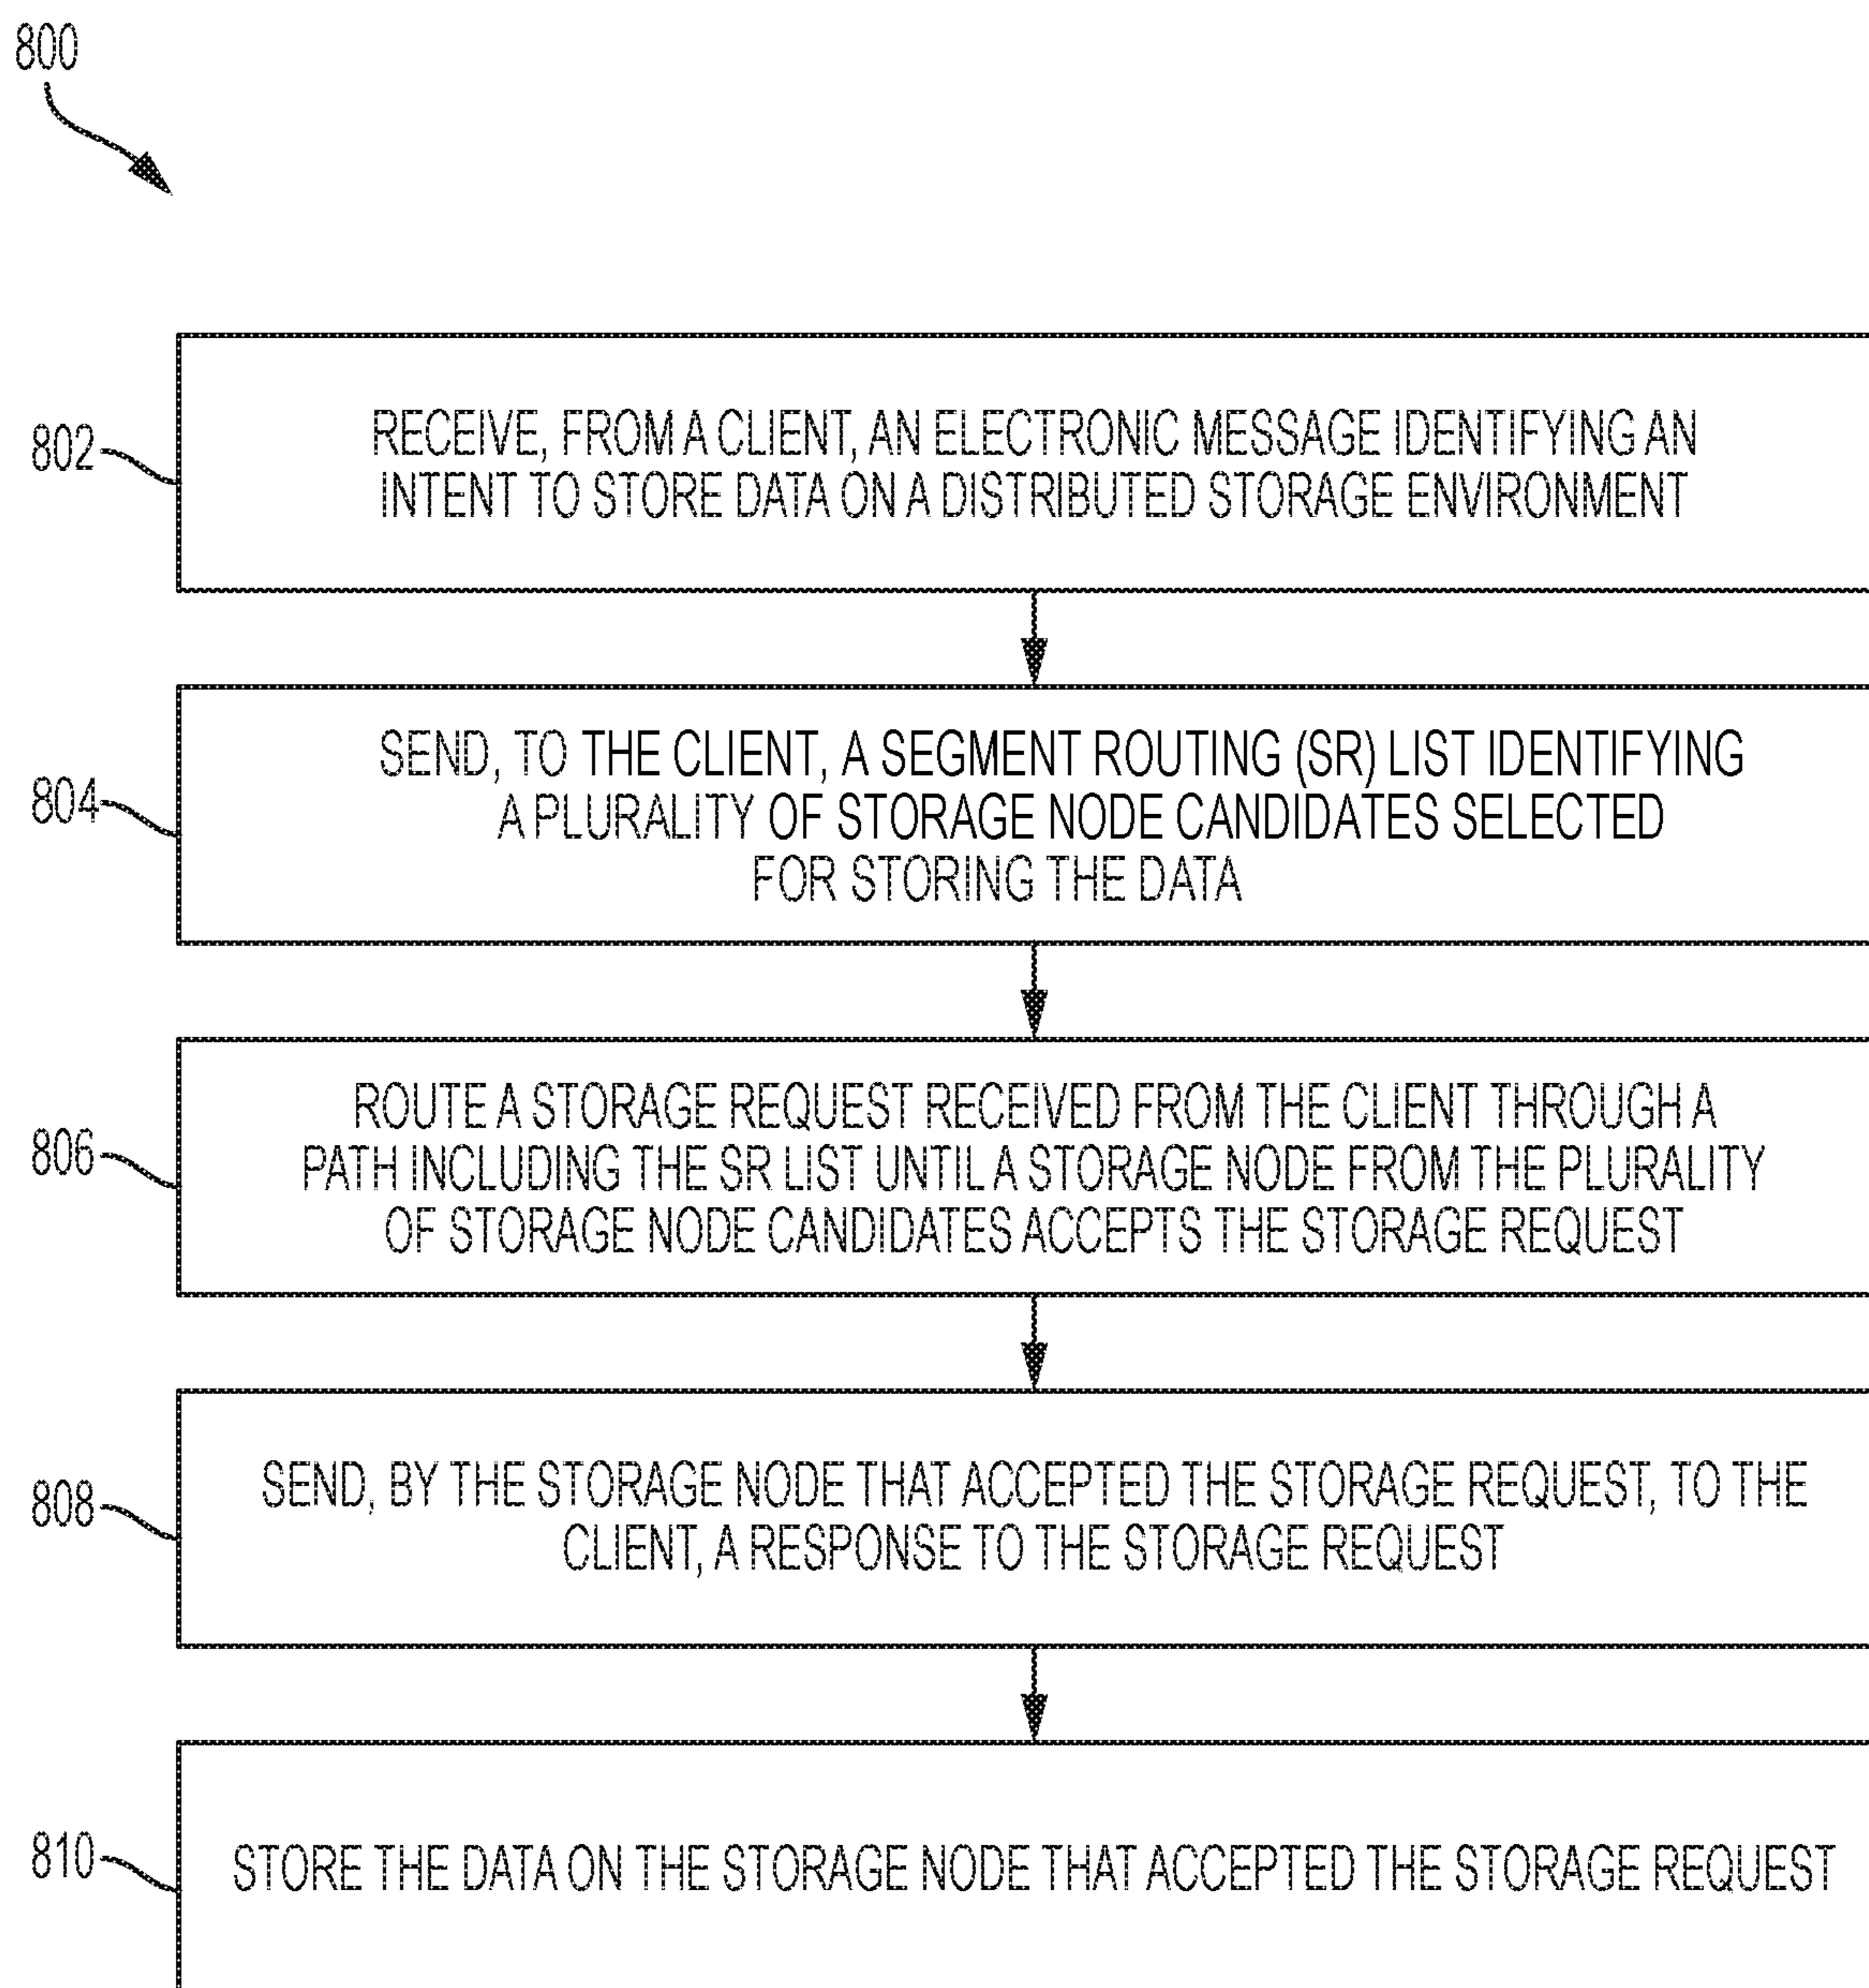 800
802
RECEIVE, FROM A CLIENT, AN ELECTRONIC MESSAGE IDENTIFYING AN
INTENT TO STORE DATA ON A DISTRIBUTED STORAGE ENVIRONMENT
804
SEND, TO THE CLIENT, A SEGMENT ROUTING (SR) LIST IDENTIFYING
A PLURALITY OF STORAGE NODE CANDIDATES SELECTED
FOR STORING THE DATA
806
ROUTE A STORAGE REQUEST RECEIVED FROM THE CLIENT THROUGH A
PATH INCLUDING THE SR LIST UNTIL A STORAGE NODE FROM THE PLURALITY
OF STORAGE NODE CANDIDATES ACCEPTS THE STORAGE REQUEST
808
SEND, BY THE STORAGE NODE THAT ACCEPTED THE STORAGE REQUEST, TO THE
CLIENT, A RESPONSE TO THE STORAGE REQUEST
810
STORE THE DATA ON THE STORAGE NODE THAT ACCEPTED THE STORAGE REQUEST